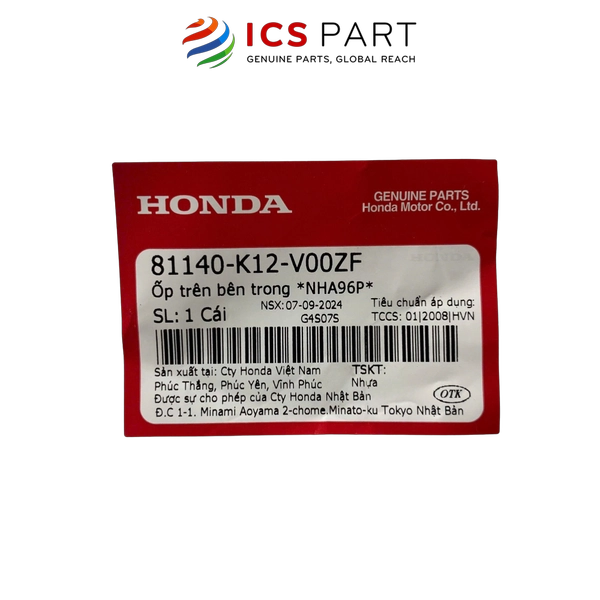 ICS PART
GENUINE PARTS, GLOBAL REACH
HONDA
GENUINE PARTS
Honda Motor Co., Ltd.
81140-K12-V00ZF
Ốp trên bên trong *NHA96P*
SL: 1 Cái
NSX: 07-09-2024
G4S07S
Tiêu chuẩn áp dụng:
TCCS: 01|2008|HVN
Sản xuất tại: Cty Honda Việt Nam
Phúc Thắng, Phúc Yên, Vĩnh Phúc
TSKT:
Nhựa
Được sự cho phép của Cty Honda Nhật Bản
Đ.C 1-1. Minami Aoyama 2-chome.Minato-ku Tokyo Nhật Bản
OTK